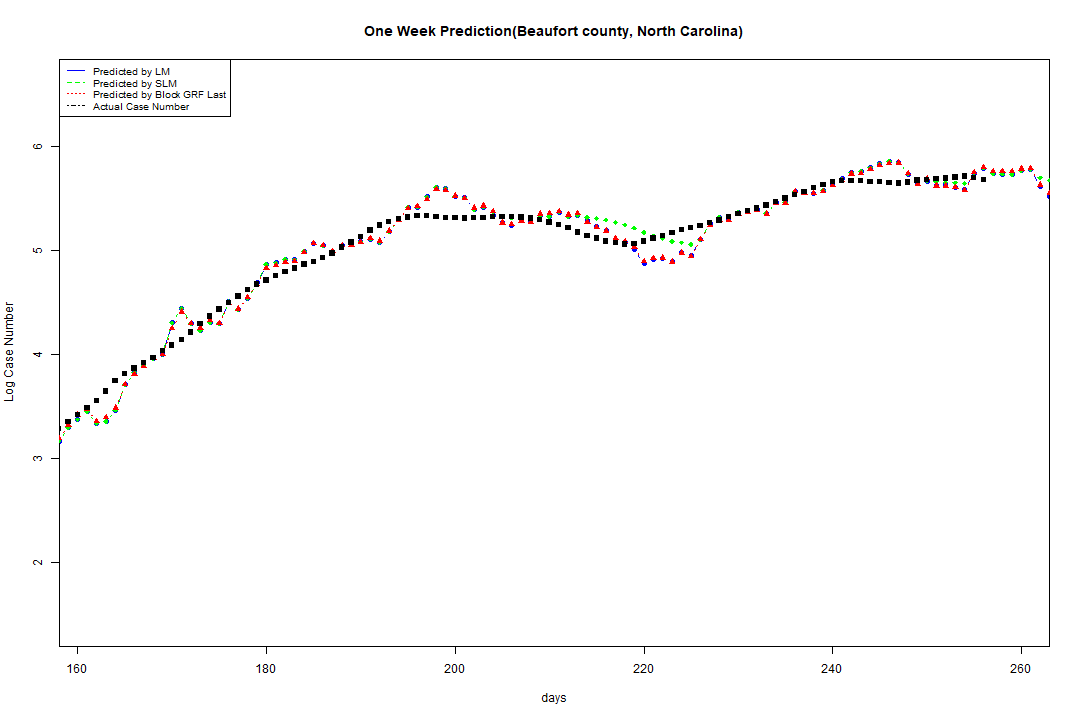 One Week Prediction(Beaufort county, North Carolina)
Predicted by LM
Predicted by SLM
Predicted by Block GRF Last
Actual Case Number
6
5
4
3
2
Log Case Number
160 180 200 220 240 260
days